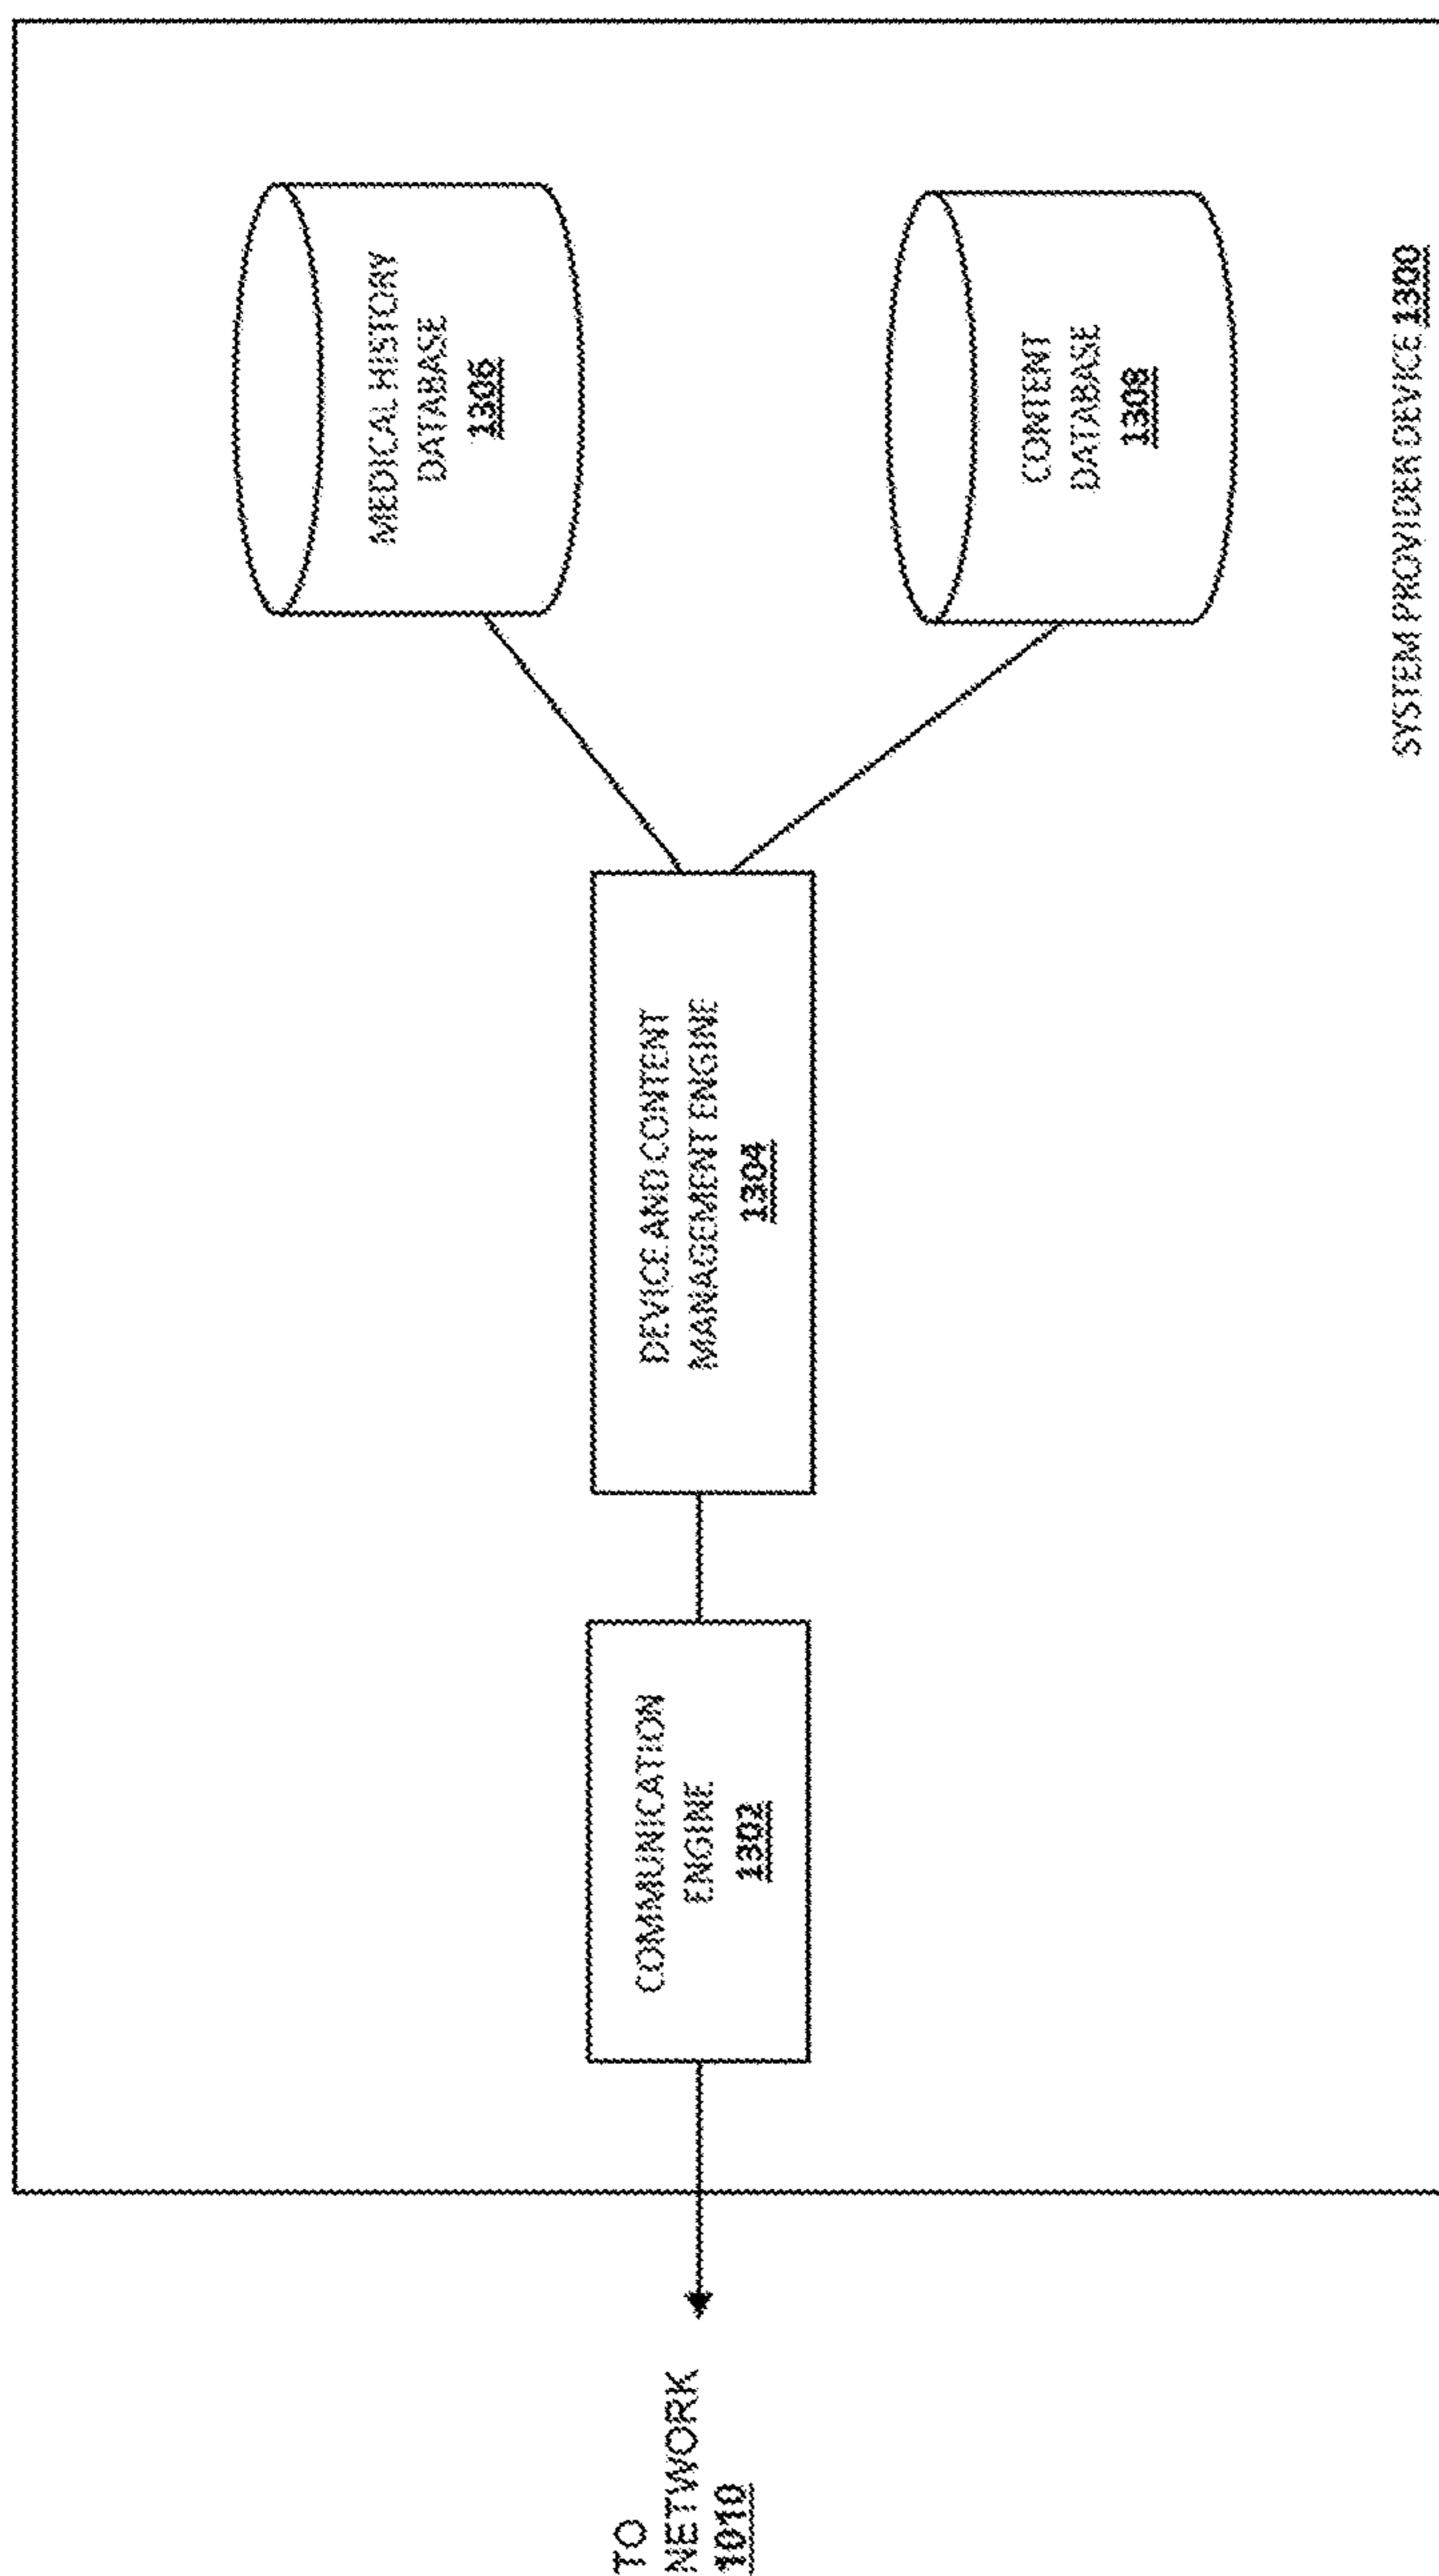 TO
NETWORK
1010
COMMUNICATION
ENGINE
1302
DEVICE AND CONTENT
MANAGEMENT ENGINE
1304
MEDICAL HISTORY
DATABASE
1306
CONTENT
DATABASE
1308
SYSTEM PROVIDER DEVICE 1300